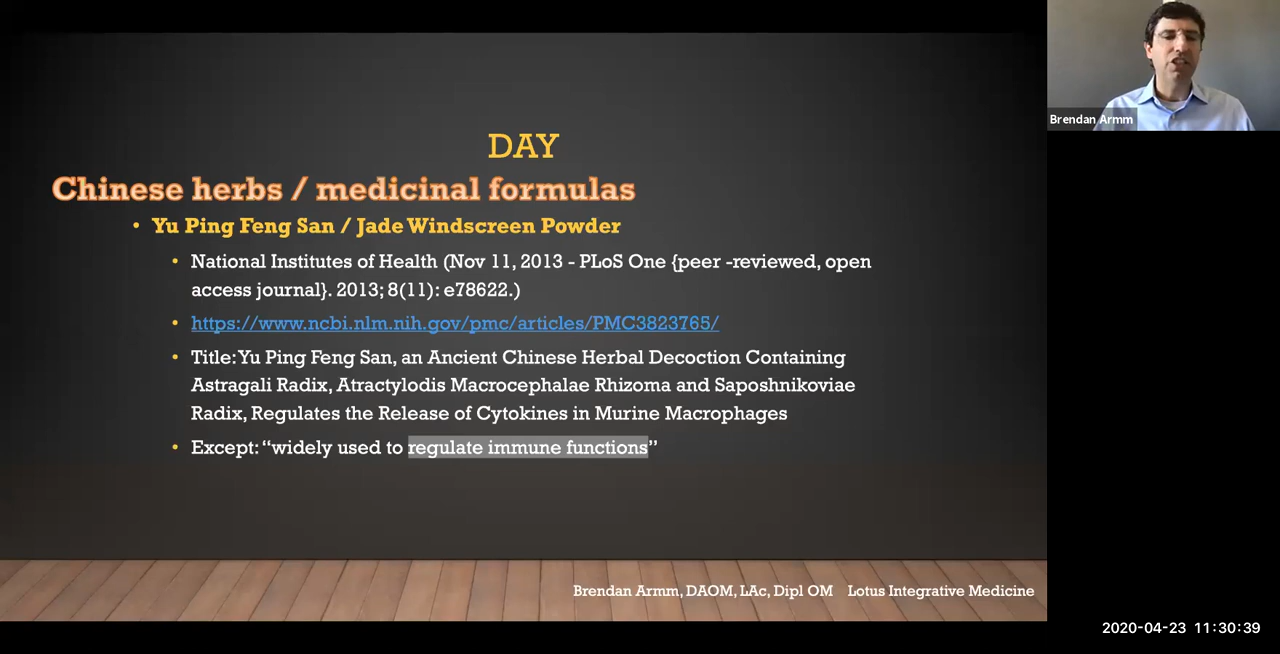 DAY
Chinese herbs / medicinal formulas
• Yu Ping Feng San / Jade Windscreen Powder
• National Institutes of Health (Nov 11, 2013 - PLoS One {peer -reviewed, open
access journal}. 2013; 8(11): e78622.)
• https://www.ncbi.nlm.nih.gov/pmc/articles/PMC3823765/
• Title: Yu Ping Feng San, an Ancient Chinese Herbal Decoction Containing
Astragali Radix, Atractylodis Macrocephalae Rhizoma and Saposhnikoviae
Radix, Regulates the Release of Cytokines in Murine Macrophages
• Except: “widely used to regulate immune functions”
Brendan Armm, DAOM, LAc, Dipl OM Lotus Integrative Medicine
Brendan Armm
2020-04-23 11:30:39